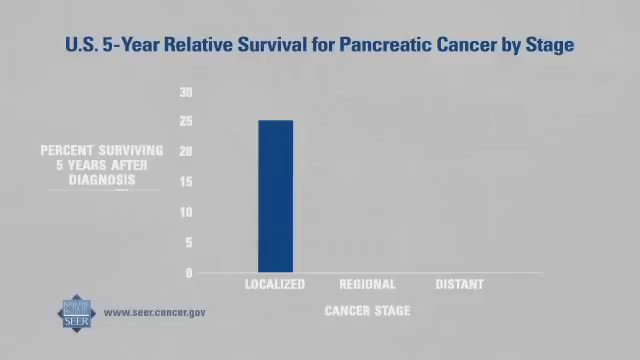 U.S. 5-Year Relative Survival for Pancreatic Cancer by Stage
30
25
PERCENT SURVIVING
5 YEARS AFTER
DIAGNOSIS
20
15
10
5
0
LOCALIZED REGIONAL DISTANT
CANCER STAGE
SEER
www.seer.cancer.gov